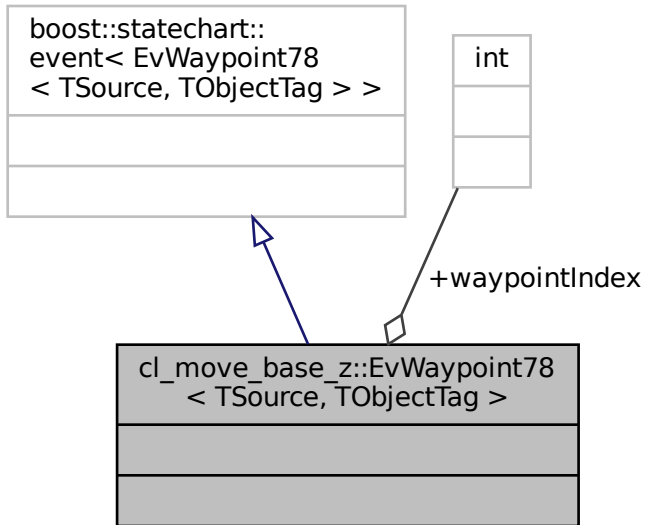 boost::statechart::
event< EvWaypoint78
< TSource, TObjectTag > >
int
+waypointIndex
cl_move_base_z::EvWaypoint78
< TSource, TObjectTag >